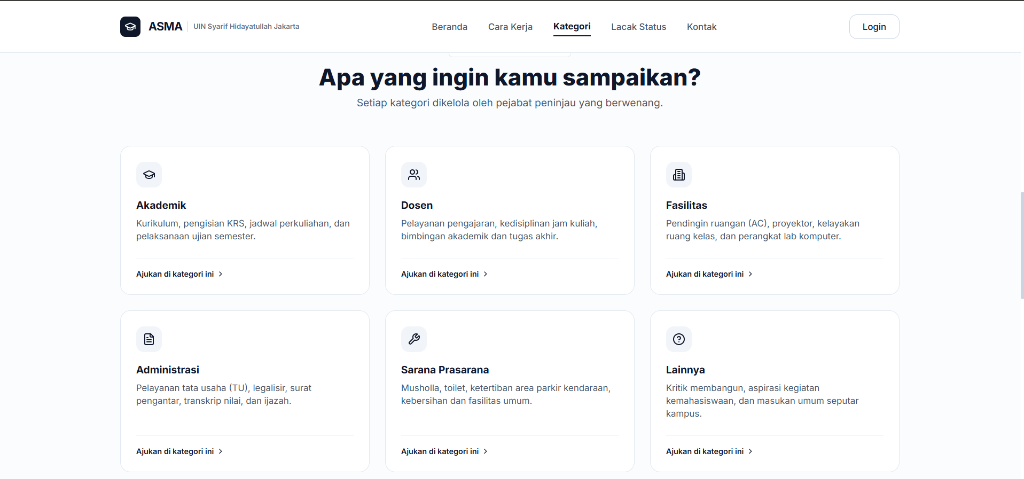 ASMA UIN Syarif Hidayatullah Jakarta Beranda Cara Kerja Kategori Lacak Status Kontak Login
Apa yang ingin kamu sampaikan?
Setiap kategori dikelola oleh pejabat peninjau yang berwenang.
Akademik
Kurikulum, pengisian KRS, jadwal perkuliahan, dan
pelaksanaan ujian semester.
Ajukan di kategori ini
Dosen
Pelayanan pengajaran, kedisiplinan jam kuliah,
bimbingan akademik dan tugas akhir.
Ajukan di kategori ini
Fasilitas
Pendingin ruangan (AC), proyektor, kelayakan
ruang kelas, dan perangkat lab komputer.
Ajukan di kategori ini
Administrasi
Pelayanan tata usaha (TU), legalisir, surat
pengantar, transkrip nilai, dan ijazah.
Ajukan di kategori ini
Sarana Prasarana
Musholla, toilet, ketertiban area parkir kendaraan,
kebersihan dan fasilitas umum.
Ajukan di kategori ini
Lainnya
Kritik membangun, aspirasi kegiatan
kemahasiswaan, dan masukan umum seputar
kampus.
Ajukan di kategori ini